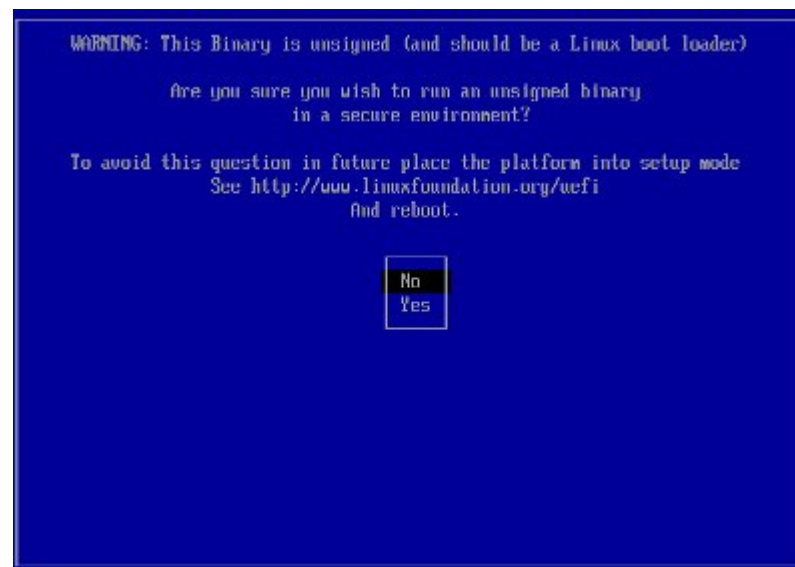 WARNING: This Binary is unsigned (and should be a Linux boot loader)
Are you sure you wish to run an unsigned binary
in a secure environment?
To avoid this question in future place the platform into setup mode
See http://www.linuxfoundation.org/uefi
And reboot.
No
Yes